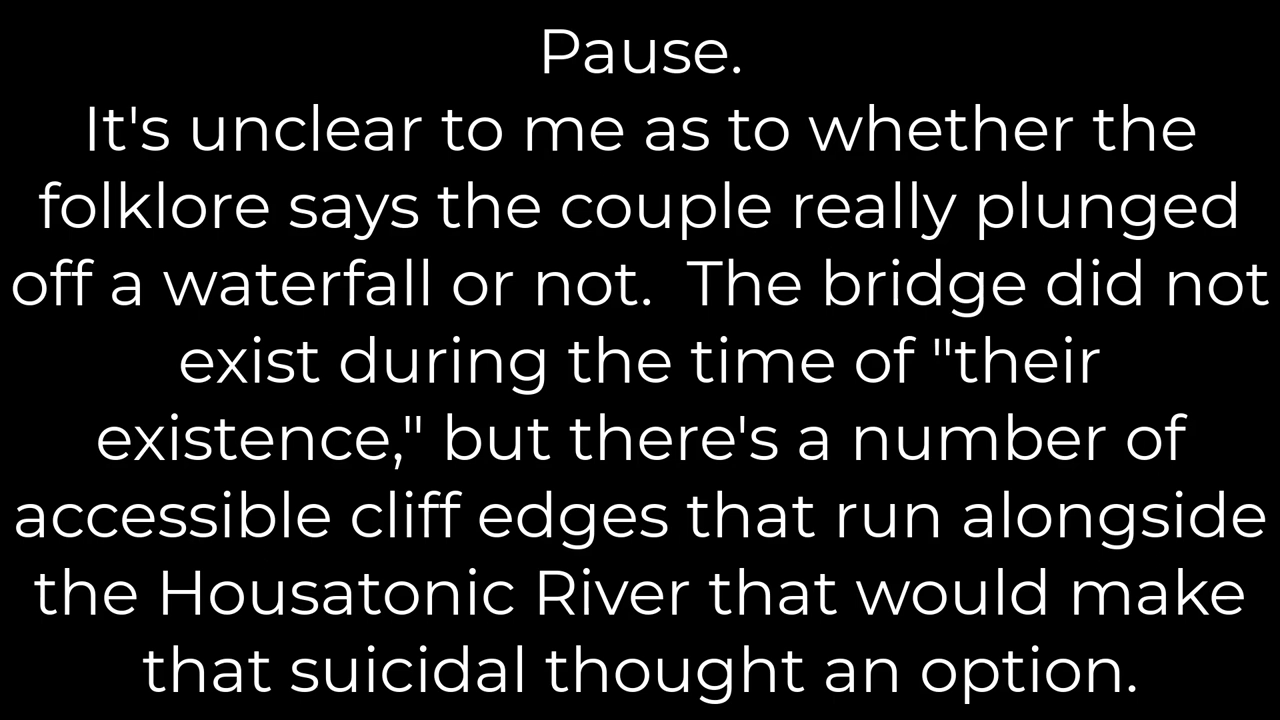 Pause.
It's unclear to me as to whether the
folklore says the couple really plunged
off a waterfall or not.  The bridge did not
exist during the time of "their
existence," but there's a number of
accessible cliff edges that run alongside
the Housatonic River that would make
that suicidal thought an option.